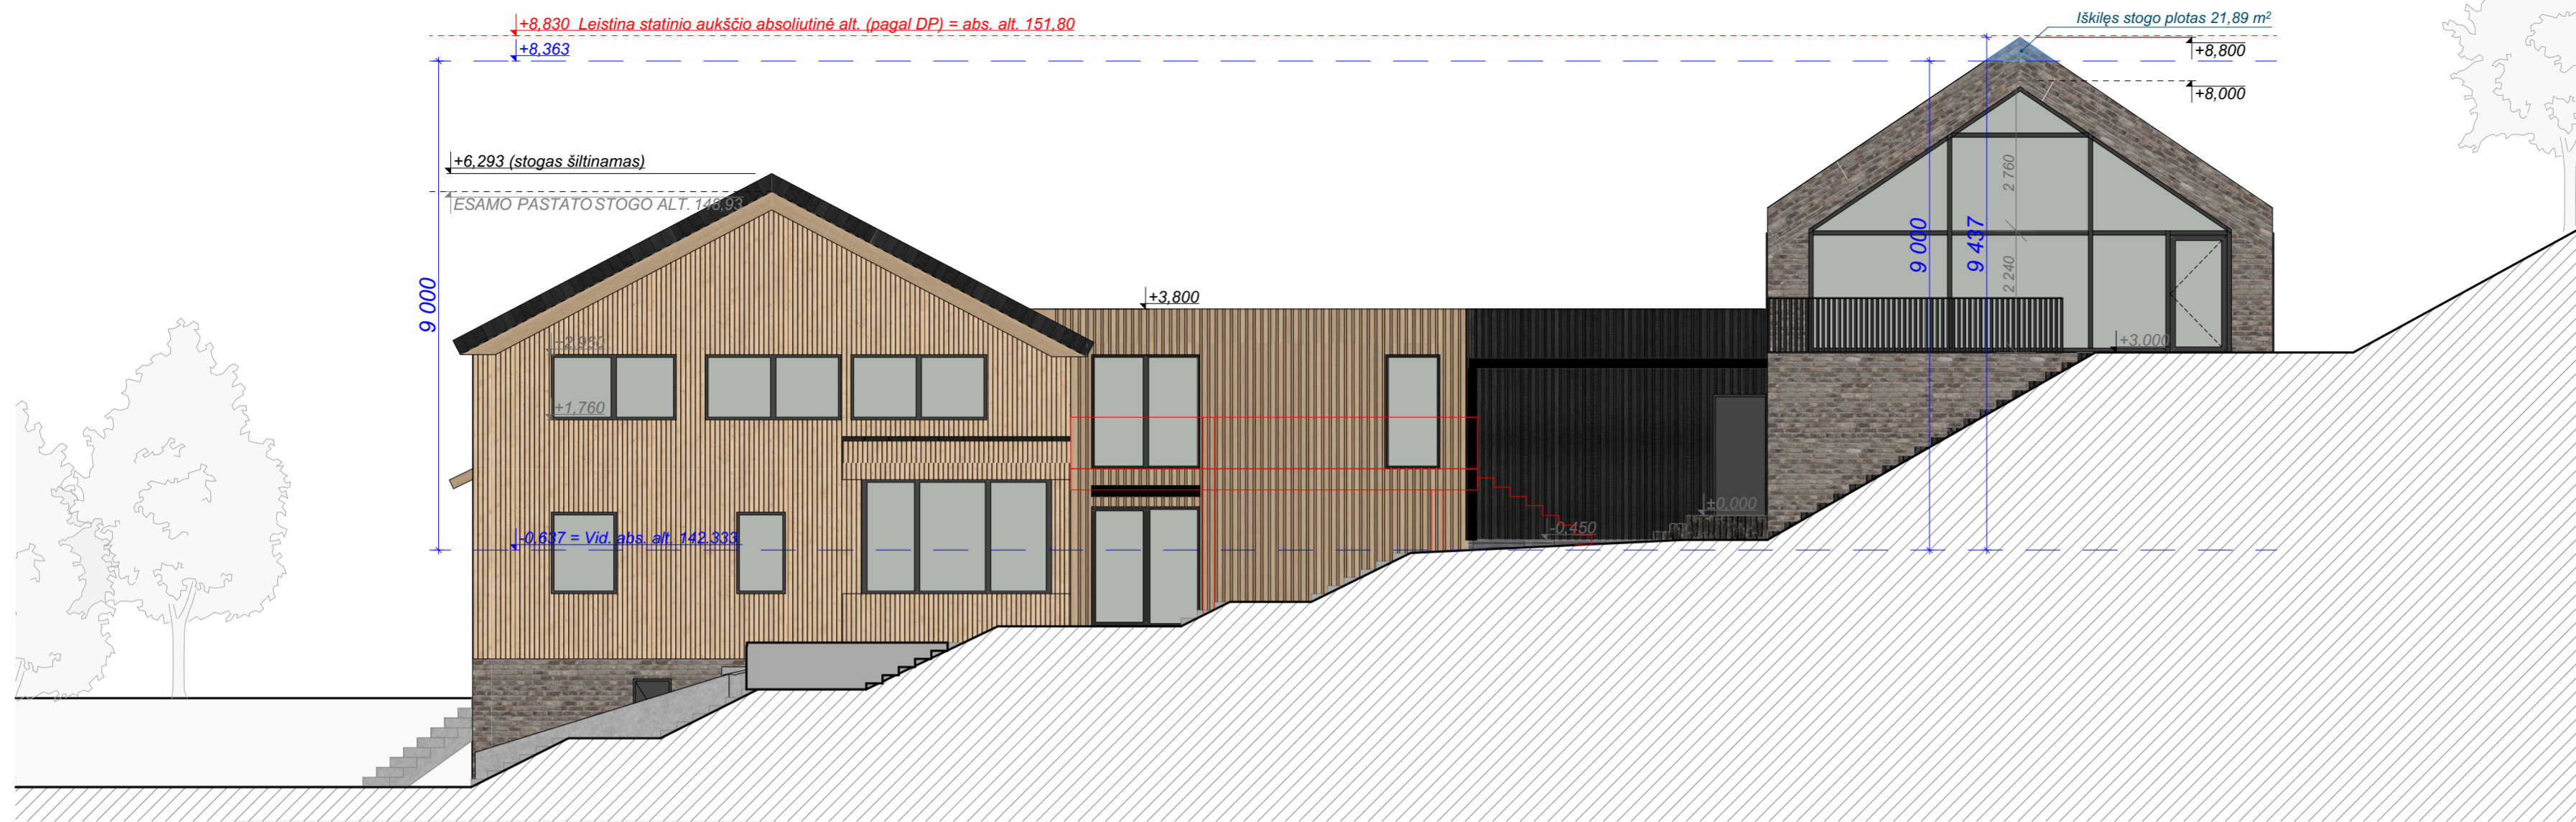 +8,830 Leistina statinio aukščio absoliutinė alt. (pagal DP) = abs. alt. 151,80
Iškilęs stogo plotas 21,89 m²
+8,363
+8,800
+8,000
+6,293 (stogas šiltinamas)
ESAMO PASTATO STOGO ALT. 148,93
2 760
9 000
9 437
2 240
9 000
+3,800
+2,960
+3,000
+1,760
±0,000
-0,450
-0,637 = Vid. abs. alt. 142,333